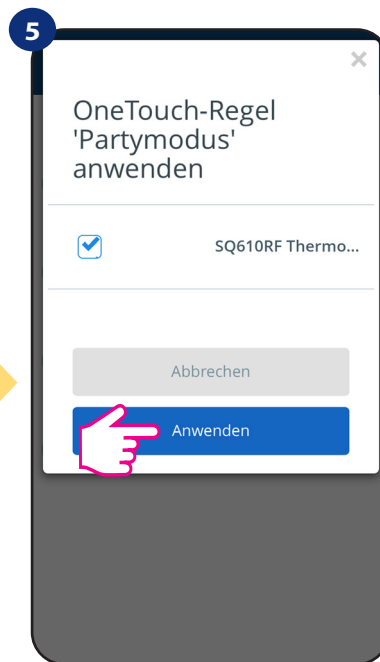 5
OneTouch-Regel
'Partymodus'
anwenden
SQ610RF Thermo...
Abbrechen
Anwenden